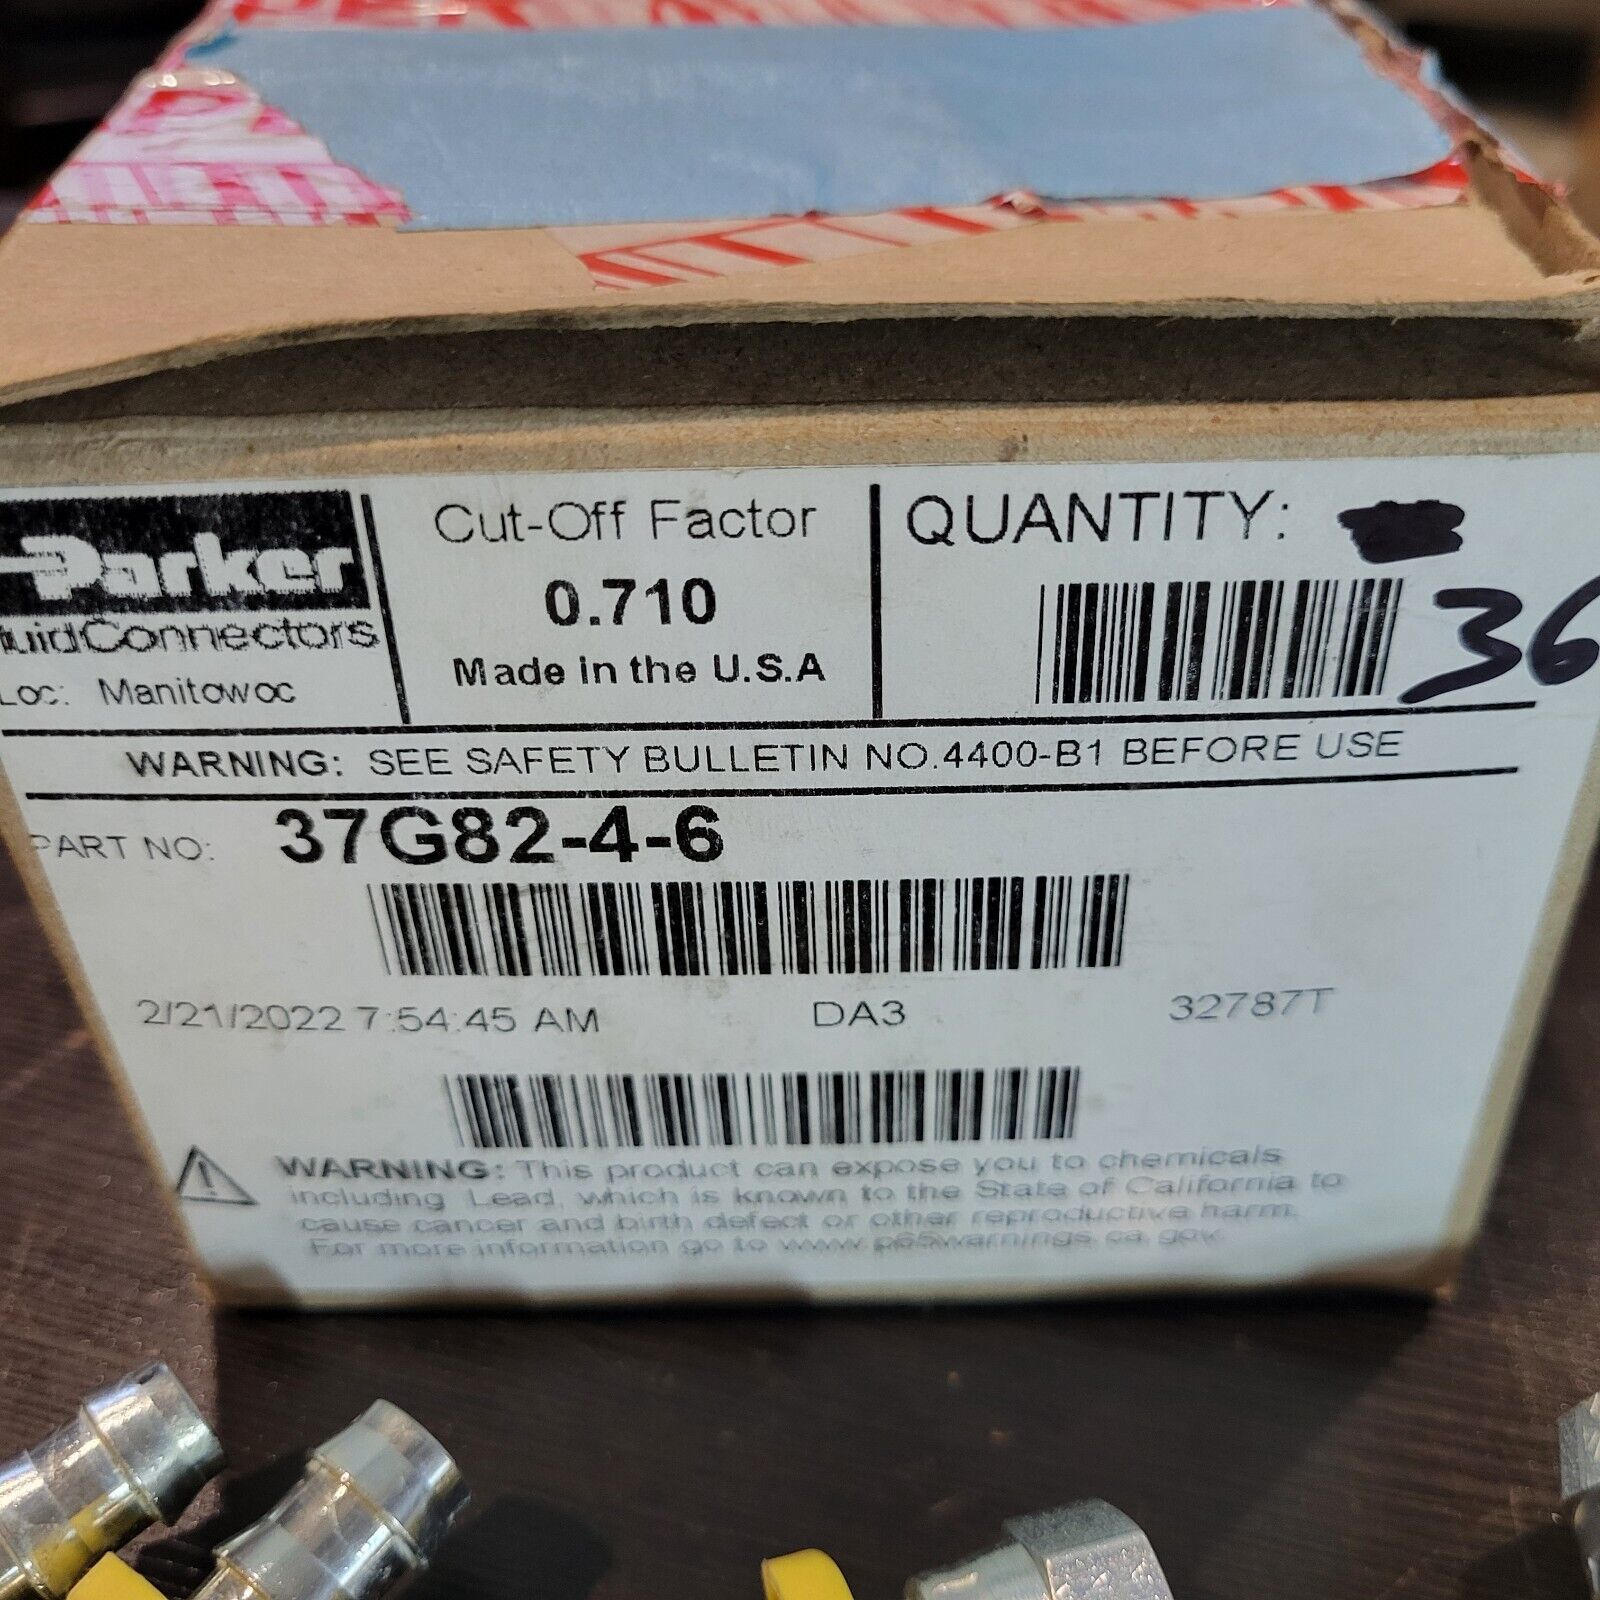 Parker
Cut-Off Factor
QUANTITY:
0.710
36
FluidConnectors
Made in the U.S.A
Loc: Manitowoc
WARNING: SEE SAFETY BULLETIN NO.4400-B1 BEFORE USE
PART NO: 37G82-4-6
2/21/2022 7:54:45 AM DA3 32787T
WARNING: This product can expose you to chemicals
including Lead, which is known to the State of California to
cause cancer and birth defect or other reproductive harm.
For more information go to www.p65warnings.ca.gov